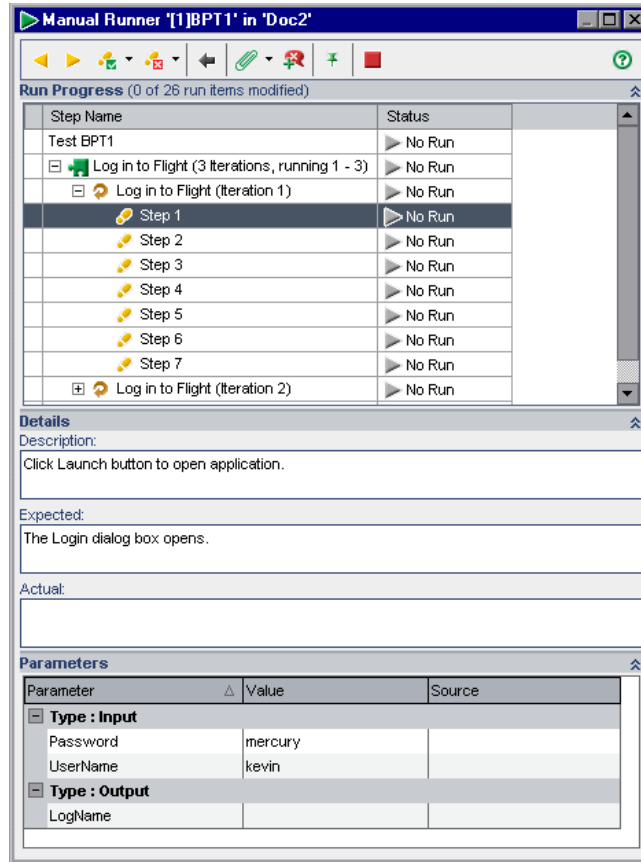 Manual Runner '[1]BPT1' in 'Doc2'
Run Progress (0 of 26 run items modified)
Step Name Status
Test BPT1 No Run
Log in to Flight (3 Iterations, running 1 - 3) No Run
Log in to Flight (Iteration 1) No Run
Step 1 No Run
Step 2 No Run
Step 3 No Run
Step 4 No Run
Step 5 No Run
Step 6 No Run
Step 7 No Run
Log in to Flight (Iteration 2) No Run
Details
Description:
Click Launch button to open application.
Expected:
The Login dialog box opens.
Actual:
Parameters
Parameter Value Source
Type : Input
Password mercury
UserName kevin
Type : Output
LogName